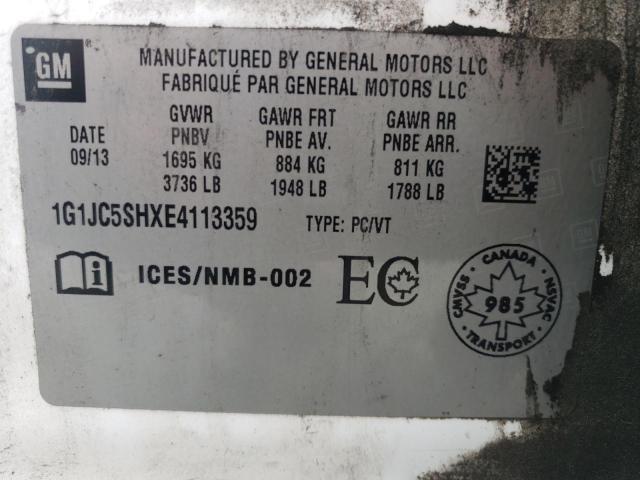 GM
MANUFACTURED BY GENERAL MOTORS LLC
FABRIQUÉ PAR GENERAL MOTORS LLC
DATE
09/13
GVWR
PNBV
1695 KG
3736 LB
GAWR FRT
PNBE AV.
884 KG
1948 LB
GAWR RR
PNBE ARR.
811 KG
1788 LB
1G1JC5SHXE4113359 TYPE: PC/VT
i ICES/NMB-002 EC
CANADA
CMVSS 985 NSVAC
TRANSPORT